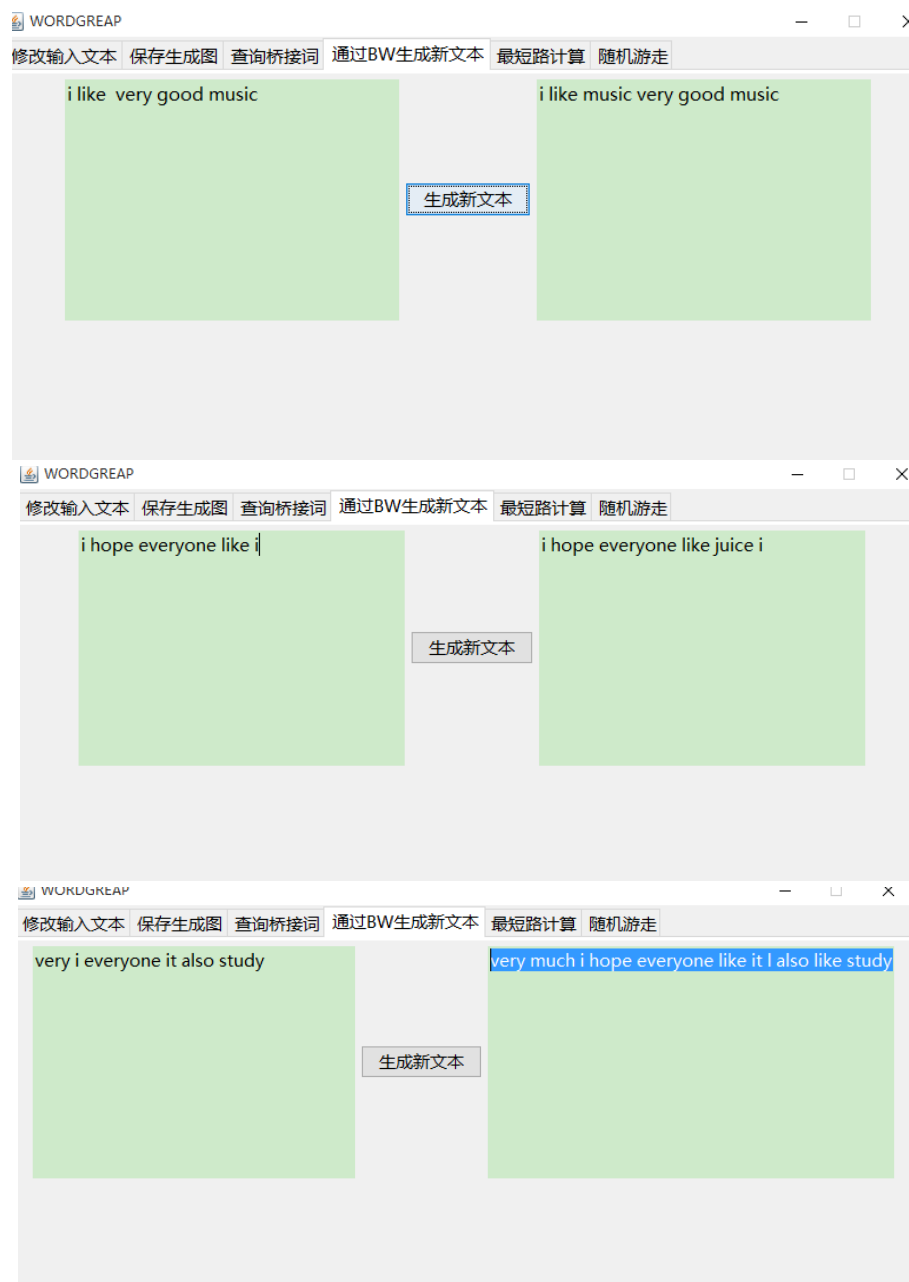 WORDGREAP
修改输入文本 保存生成图 查询桥接词 通过BW生成新文本 最短路计算 随机游走
i like  very good music
i like music very good music
生成新文本
WORDGREAP
修改输入文本 保存生成图 查询桥接词 通过BW生成新文本 最短路计算 随机游走
i hope everyone like i
i hope everyone like juice i
生成新文本
WORDGREAP
修改输入文本 保存生成图 查询桥接词 通过BW生成新文本 最短路计算 随机游走
very i everyone it also study
very much i hope everyone like it I also like study
生成新文本